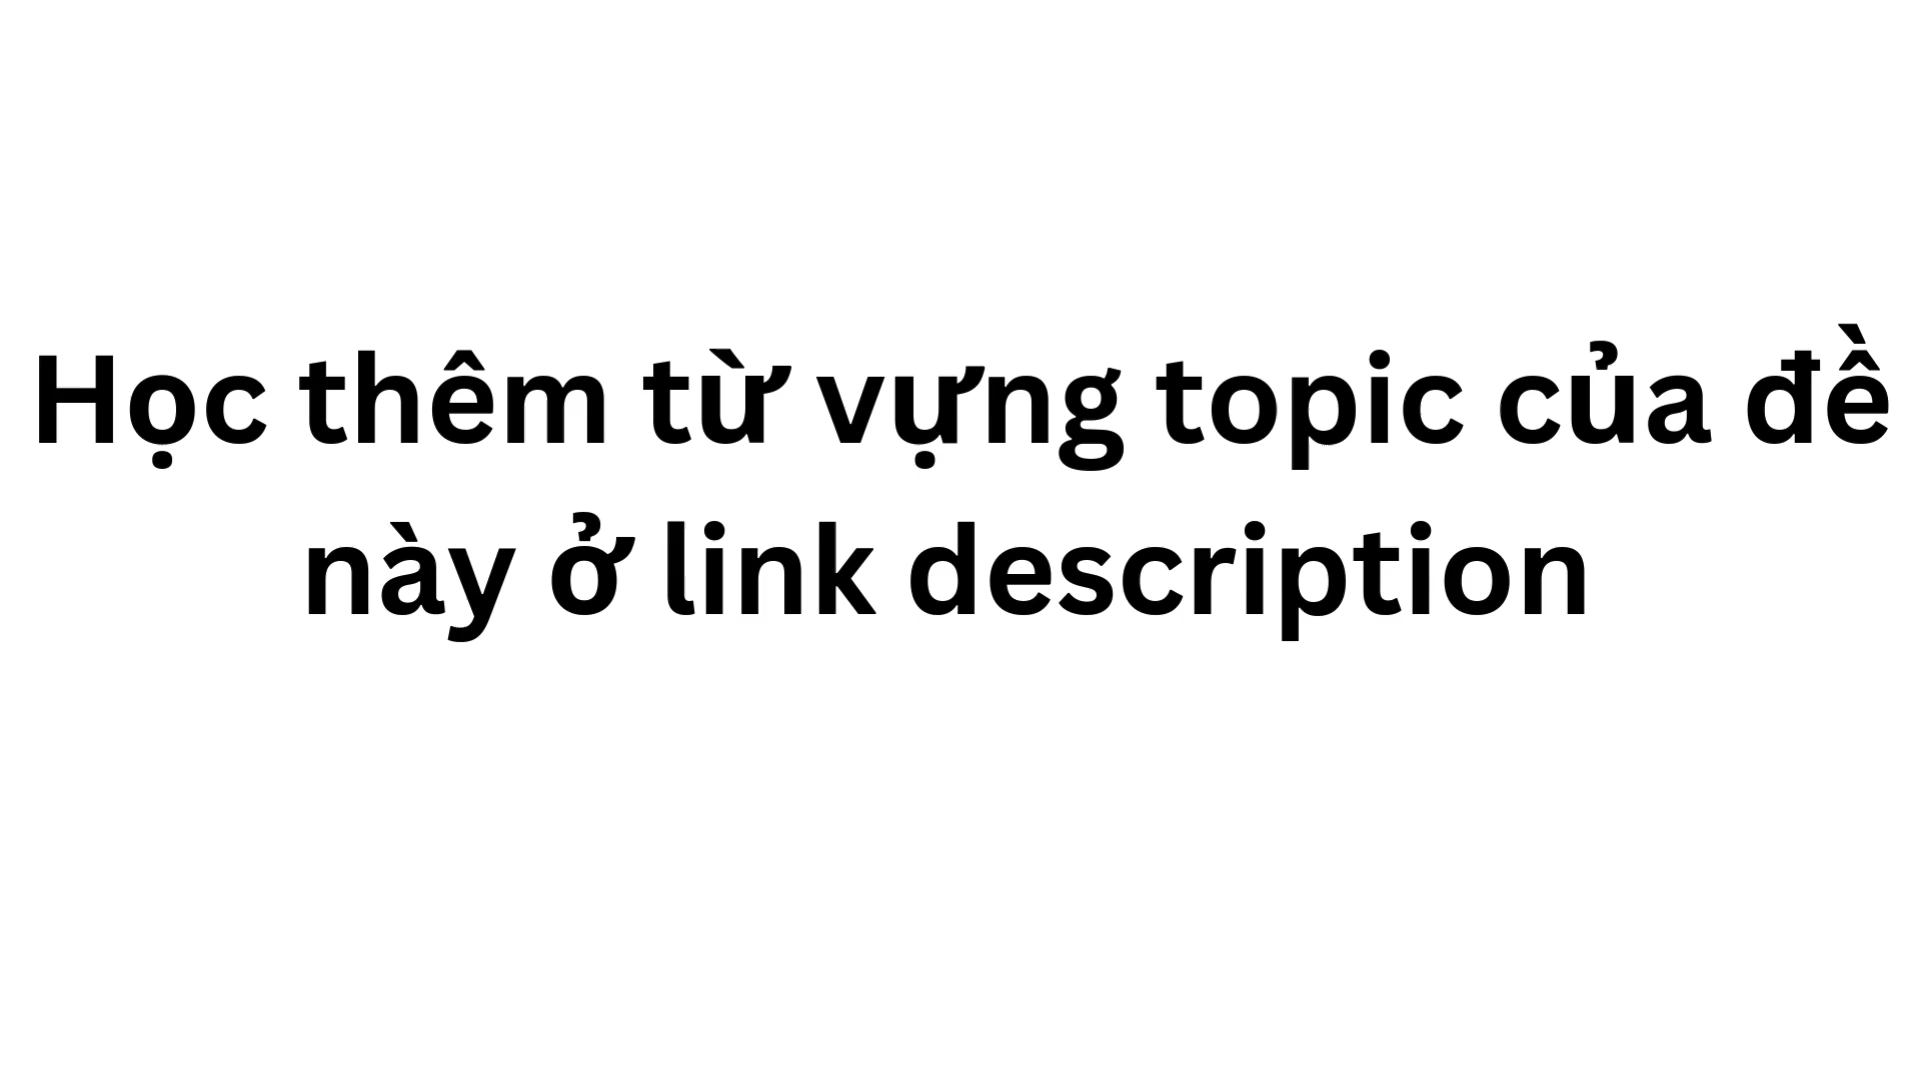 Học thêm từ vựng topic của đề
này ở link description